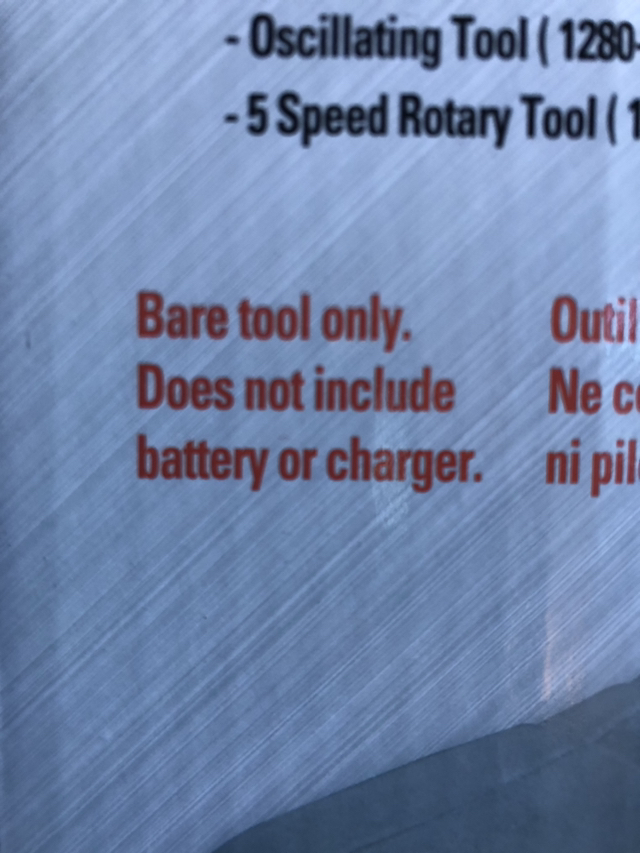 - Oscillating Tool ( 1280-
- 5 Speed Rotary Tool ( 1
Bare tool only.
Does not include
battery or charger.
Outil
Ne co
ni pil